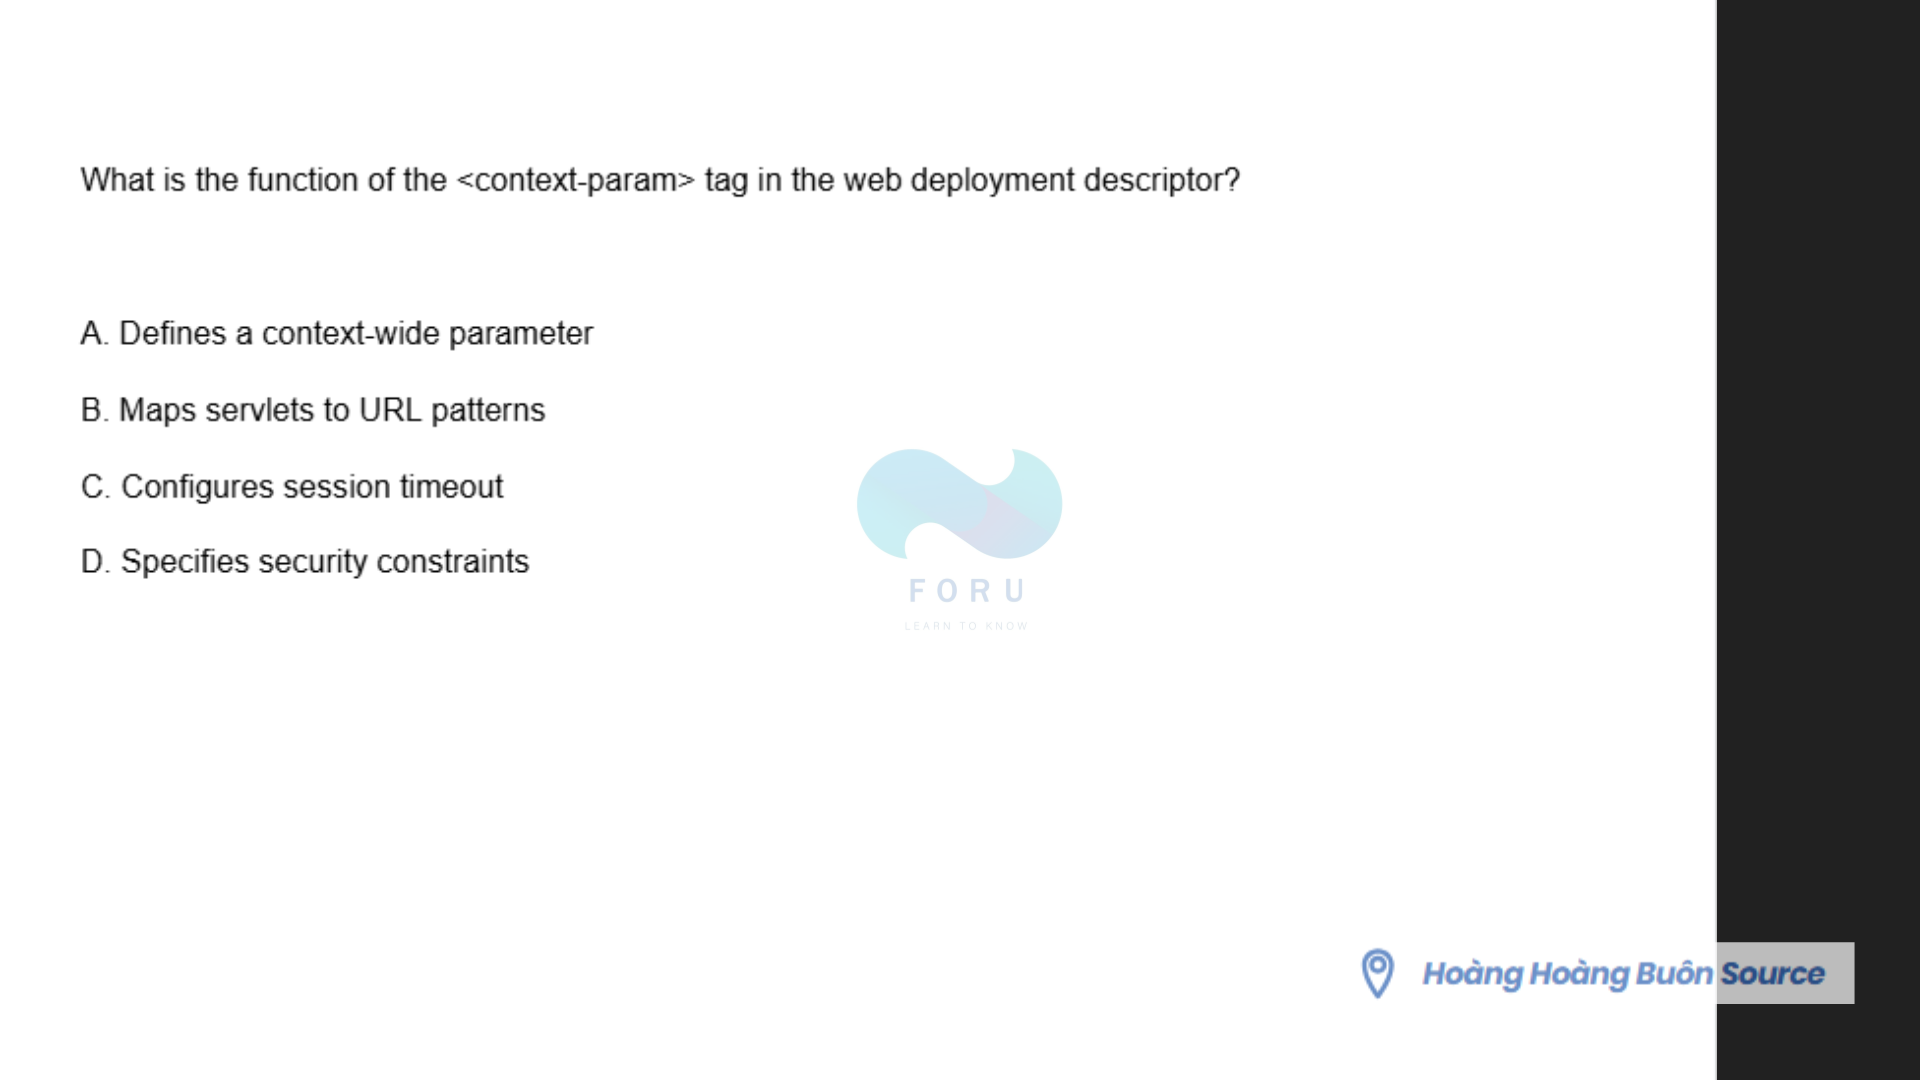 What is the function of the <context-param> tag in the web deployment descriptor?
A. Defines a context-wide parameter
B. Maps servlets to URL patterns
C. Configures session timeout
D. Specifies security constraints
FORU
LEARN TO KNOW
Hoàng Hoàng Buôn Source